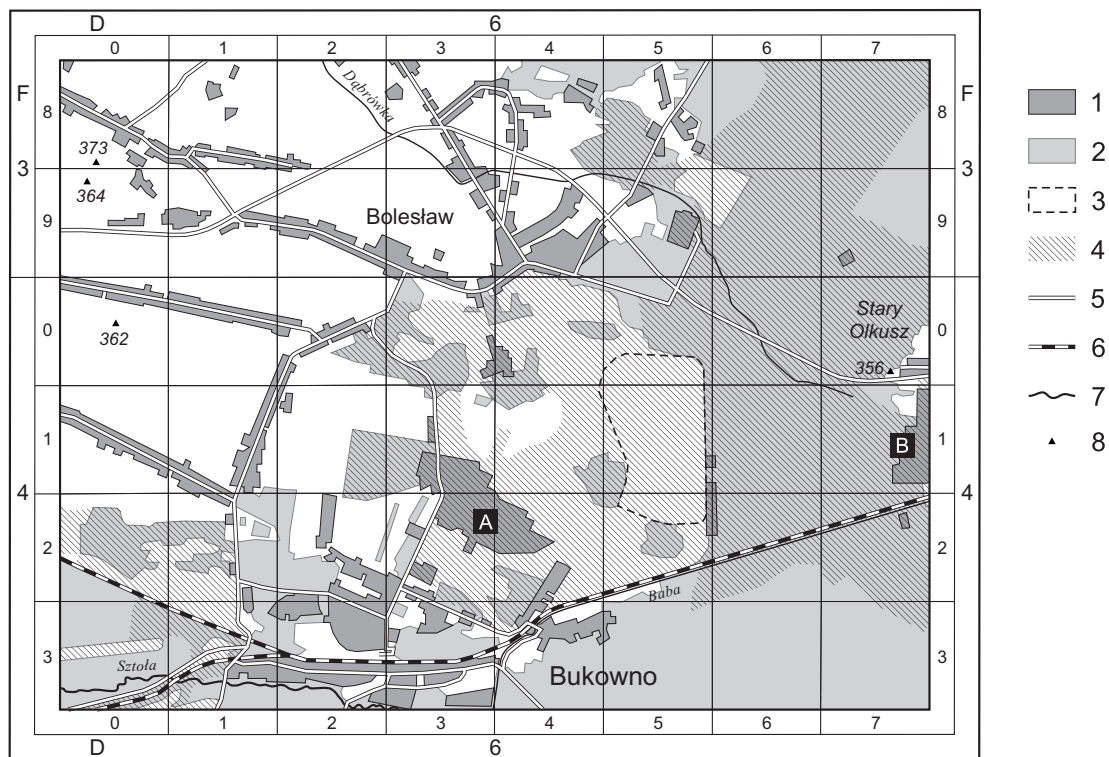 D 6
0 1 2 3 4 5 6 7
F F
8 8
Dąbrówka
1
2
373
3 3
3
364
9 Bolesław 9
4
5
0 Stary 0
Olkusz
362
6
356
7
1 B 1
8
4 4
A
2 2
Baba
3 Sztoła 3
Bukowno
0 1 2 3 4 5 6 7
D 6